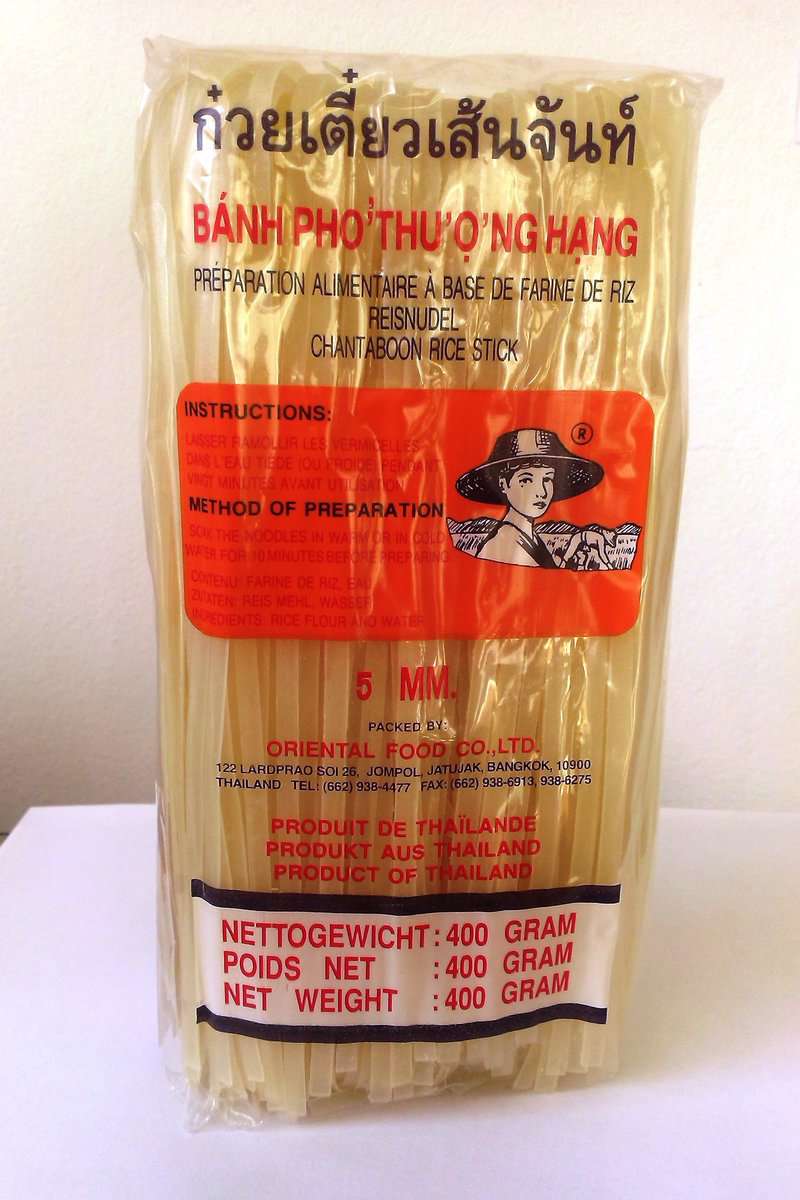 ก๋วยเตี๋ยวเส้นจันท์
BÁNH PHO'̉ THU'Ọ'NG HẠNG
PRÉPARATION ALIMENTAIRE À BASE DE FARINE DE RIZ
REISNUDEL
CHANTABOON RICE STICK
INSTRUCTIONS:
LAISSER RAMOLLIR LES VERMICELLES
DANS L'EAU TIEDE (OU FROIDE) PENDANT
VINGT MINUTES AVANT UTILISATION
METHOD OF PREPARATION
SOAK THE NOODLES IN WARM OR IN COLD
WATER FOR 10 MINUTES BEFORE PREPARING
CONTENU: FARINE DE RIZ, EAU
ZUTATEN: REIS MEHL, WASSER
INGREDIENTS: RICE FLOUR AND WATER
®
5 MM.
PACKED BY:
ORIENTAL FOOD CO.,LTD.
122 LARDPRAO SOI 26, JOMPOL, JATUJAK, BANGKOK, 10900
THAILAND TEL: (662) 938-4477 FAX: (662) 938-6913, 938-6275
PRODUIT DE THAÏLANDE
PRODUKT AUS THAILAND
PRODUCT OF THAILAND
NETTOGEWICHT : 400 GRAM
POIDS NET : 400 GRAM
NET WEIGHT : 400 GRAM